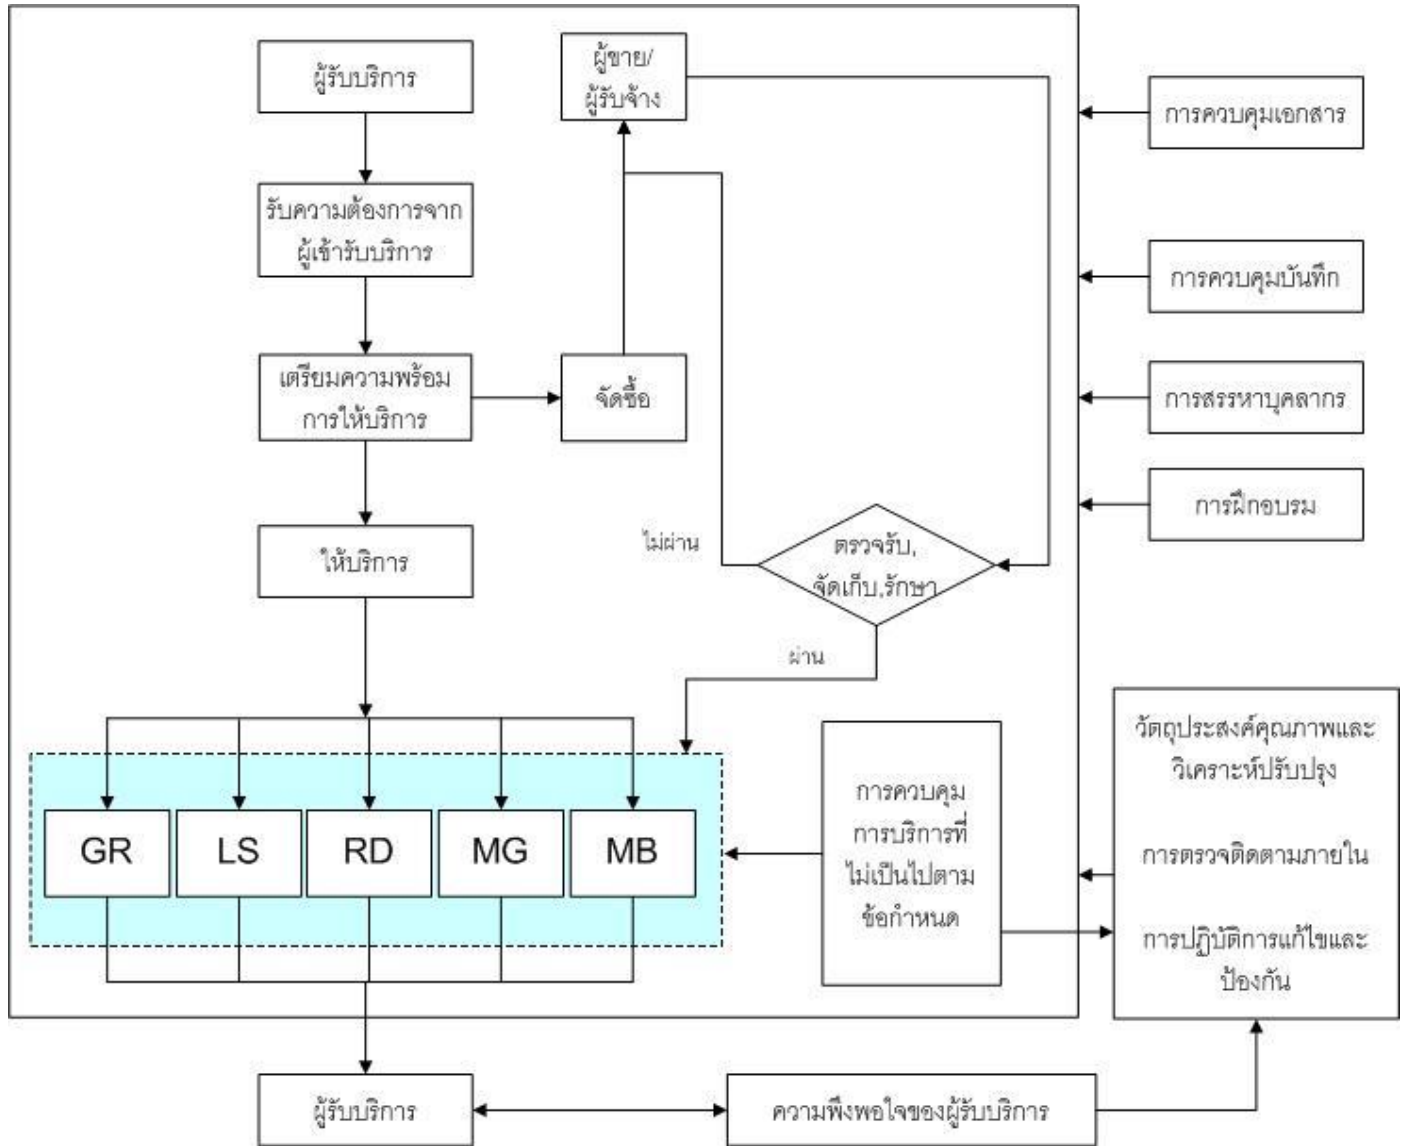 ผู้รับบริการ
ผู้ขาย/
ผู้รับจ้าง
การควบคุมเอกสาร
รับความต้องการจาก
ผู้เข้ารับบริการ
การควบคุมบันทึก
เตรียมความพร้อม
การให้บริการ
จัดซื้อ
การสรรหาบุคลากร
การฝึกอบรม
ให้บริการ
ไม่ผ่าน
ตรวจรับ,
จัดเก็บ,รักษา
ผ่าน
GR
LS
RD
MG
MB
การควบคุม
การบริการที่
ไม่เป็นไปตาม
ข้อกำหนด
วัตถุประสงค์คุณภาพและ
วิเคราะห์ปรับปรุง
การตรวจติดตามภายใน
การปฏิบัติการแก้ไขและ
ป้องกัน
ผู้รับบริการ
ความพึงพอใจของผู้รับบริการ